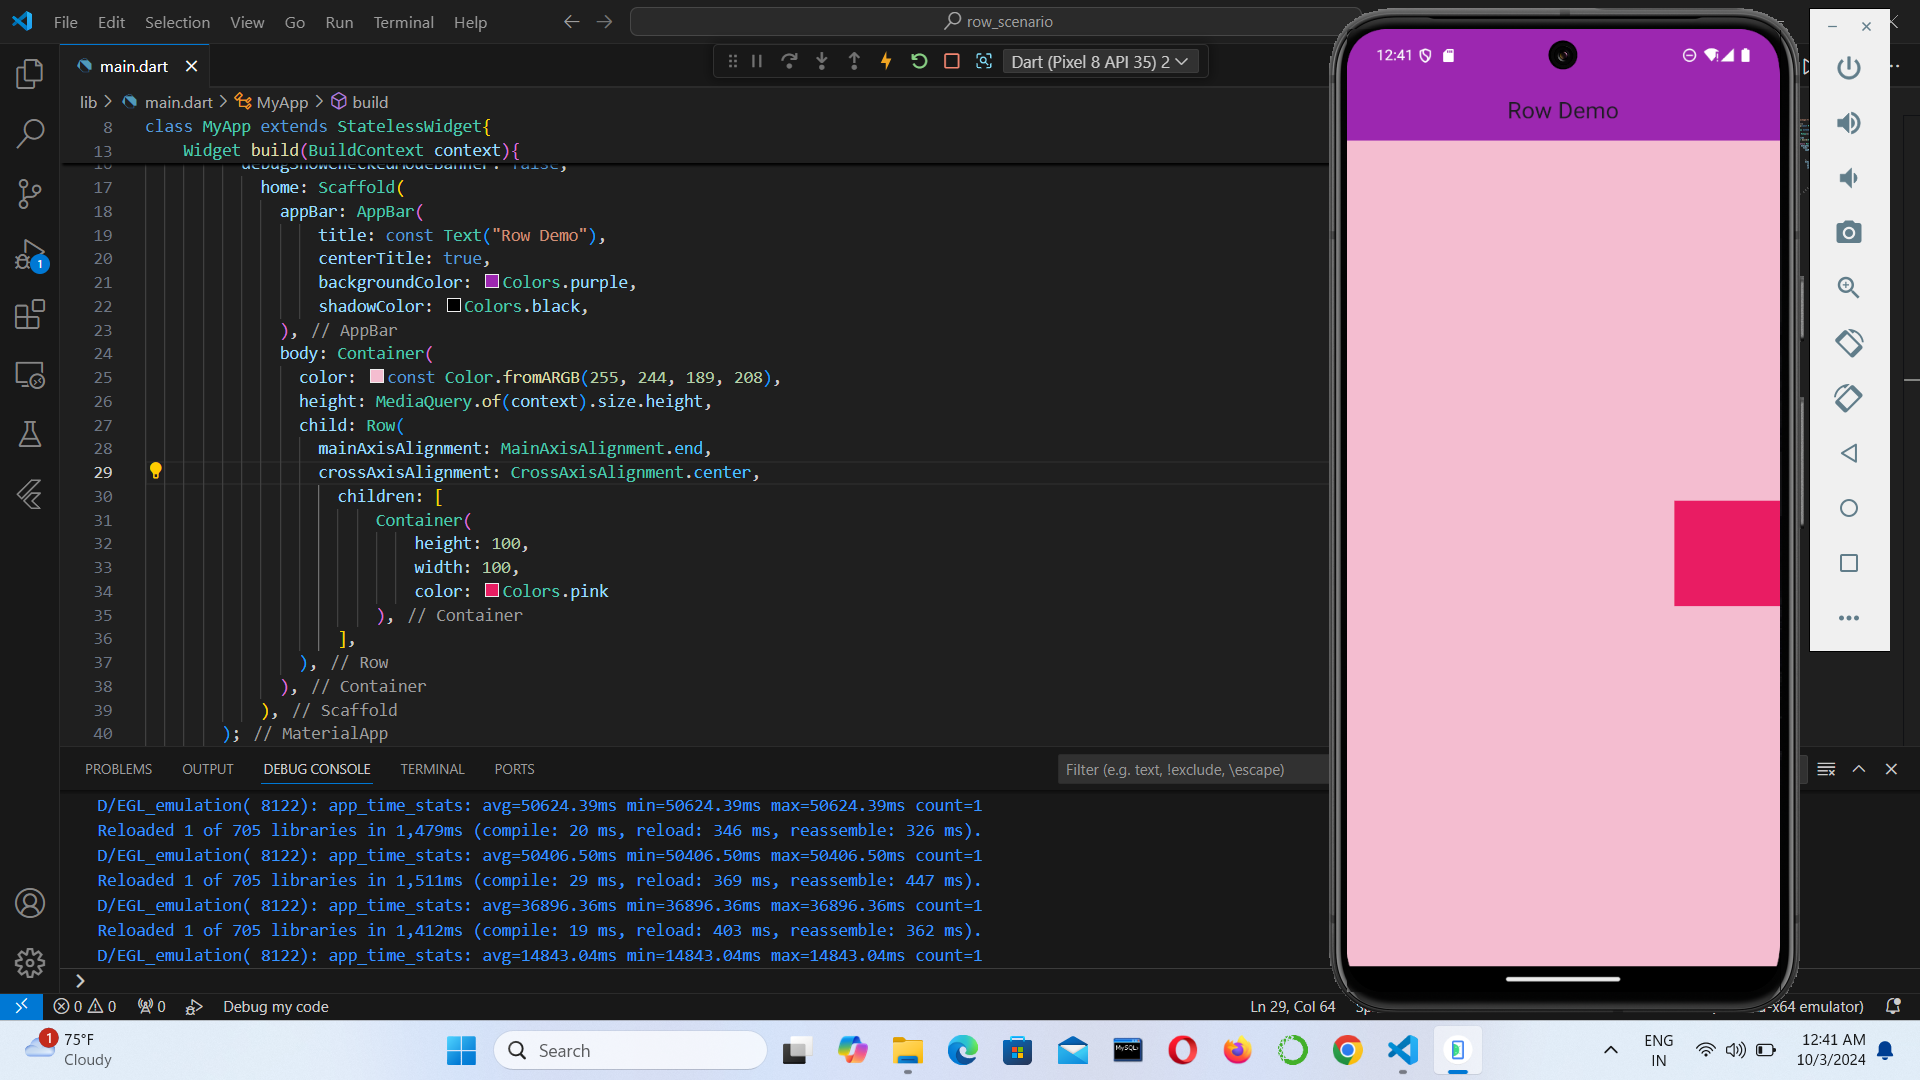 File Edit Selection View Go Run Terminal Help
row_scenario
main.dart
Dart (Pixel 8 API 35) 2
lib > main.dart > MyApp > build
8 class MyApp extends StatelessWidget{
13 Widget build(BuildContext context){
debugShowCheckedModeBanner: false,
17 home: Scaffold(
18 appBar: AppBar(
19 title: const Text("Row Demo"),
20 centerTitle: true,
21 backgroundColor: Colors.purple,
22 shadowColor: Colors.black,
23 ), // AppBar
24 body: Container(
25 color: const Color.fromARGB(255, 244, 189, 208),
26 height: MediaQuery.of(context).size.height,
27 child: Row(
28 mainAxisAlignment: MainAxisAlignment.end,
29 crossAxisAlignment: CrossAxisAlignment.center,
30 children: [
31 Container(
32 height: 100,
33 width: 100,
34 color: Colors.pink
35 ), // Container
36 ],
37 ), // Row
38 ), // Container
39 ), // Scaffold
40 ); // MaterialApp
PROBLEMS OUTPUT DEBUG CONSOLE TERMINAL PORTS
Filter (e.g. text, !exclude, \escape)
D/EGL_emulation( 8122): app_time_stats: avg=50624.39ms min=50624.39ms max=50624.39ms count=1
Reloaded 1 of 705 libraries in 1,479ms (compile: 20 ms, reload: 346 ms, reassemble: 326 ms).
D/EGL_emulation( 8122): app_time_stats: avg=50406.50ms min=50406.50ms max=50406.50ms count=1
Reloaded 1 of 705 libraries in 1,511ms (compile: 29 ms, reload: 369 ms, reassemble: 447 ms).
D/EGL_emulation( 8122): app_time_stats: avg=36896.36ms min=36896.36ms max=36896.36ms count=1
Reloaded 1 of 705 libraries in 1,412ms (compile: 19 ms, reload: 403 ms, reassemble: 362 ms).
D/EGL_emulation( 8122): app_time_stats: avg=14843.04ms min=14843.04ms max=14843.04ms count=1
1
0 0 0 Debug my code
Ln 29, Col 64
-x64 emulator)
12:41
Row Demo
1
75°F
Cloudy
Search
MySQL
ENG
IN
12:41 AM
10/3/2024